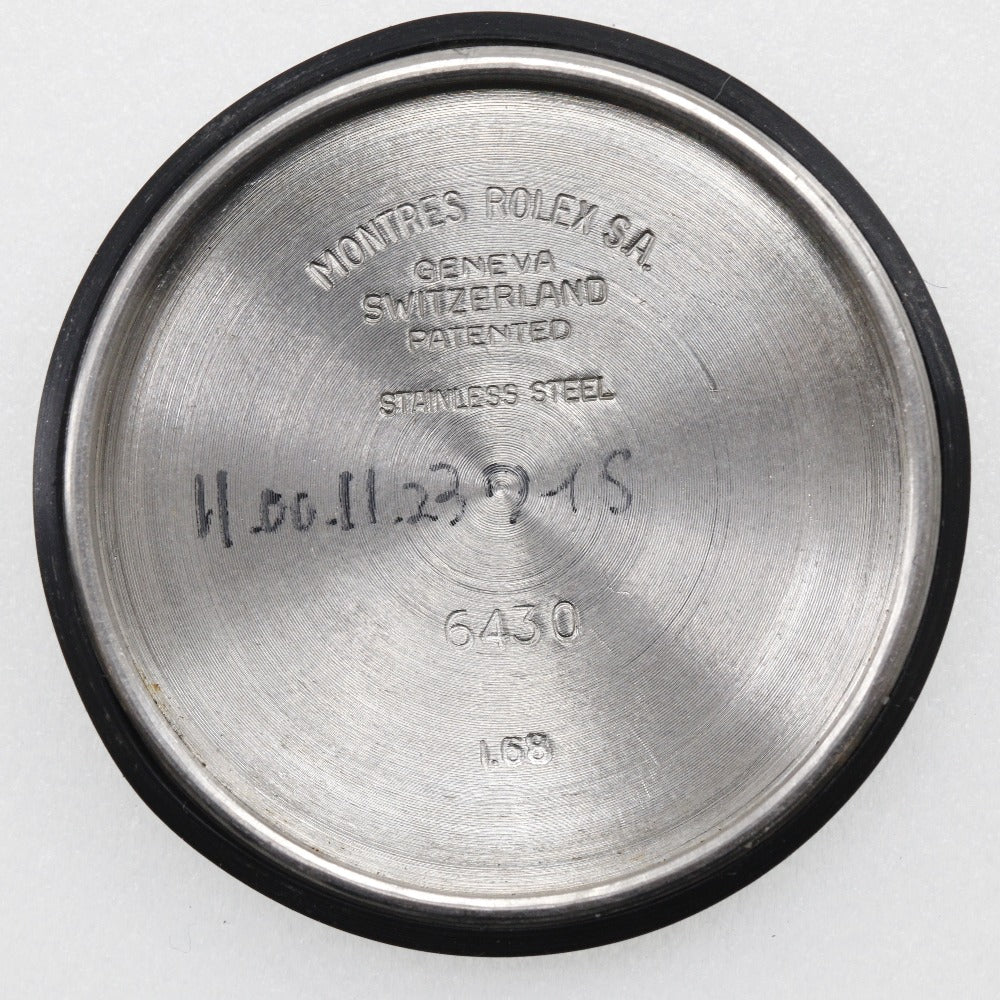 MONTRES ROLEX S.A.
GENEVA
SWITZERLAND
PATENTED
STAINLESS STEEL
6430
I.68